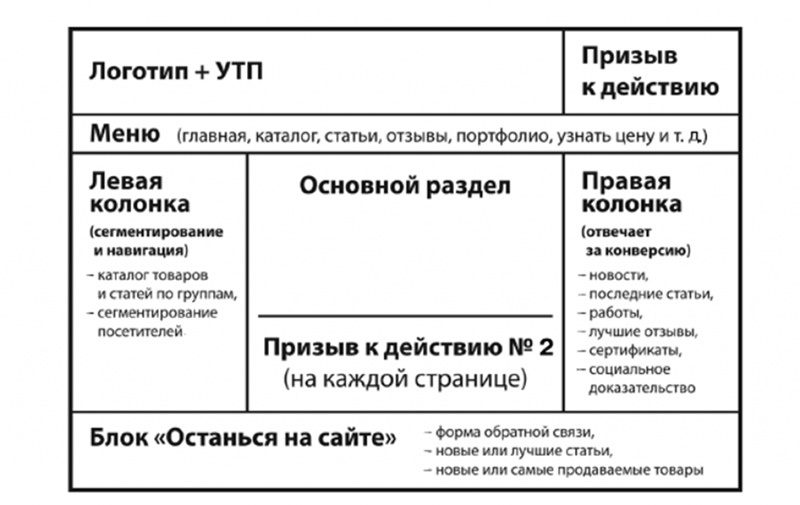 Логотип + УТП
Призыв
к действию
Меню (главная, каталог, статьи, отзывы, портфолио, узнать цену и т. д.)
Левая
колонка
(сегментирование
и навигация)
– каталог товаров
и статей по группам,
– сегментирование
посетителей
Основной раздел
Призыв к действию № 2
(на каждой странице)
Правая
колонка
(отвечает
за конверсию)
– новости,
– последние статьи,
– работы,
– лучшие отзывы,
– сертификаты,
– социальное
доказательство
Блок «Останься на сайте»
– форма обратной связи,
– новые или лучшие статьи,
– новые или самые продаваемые товары